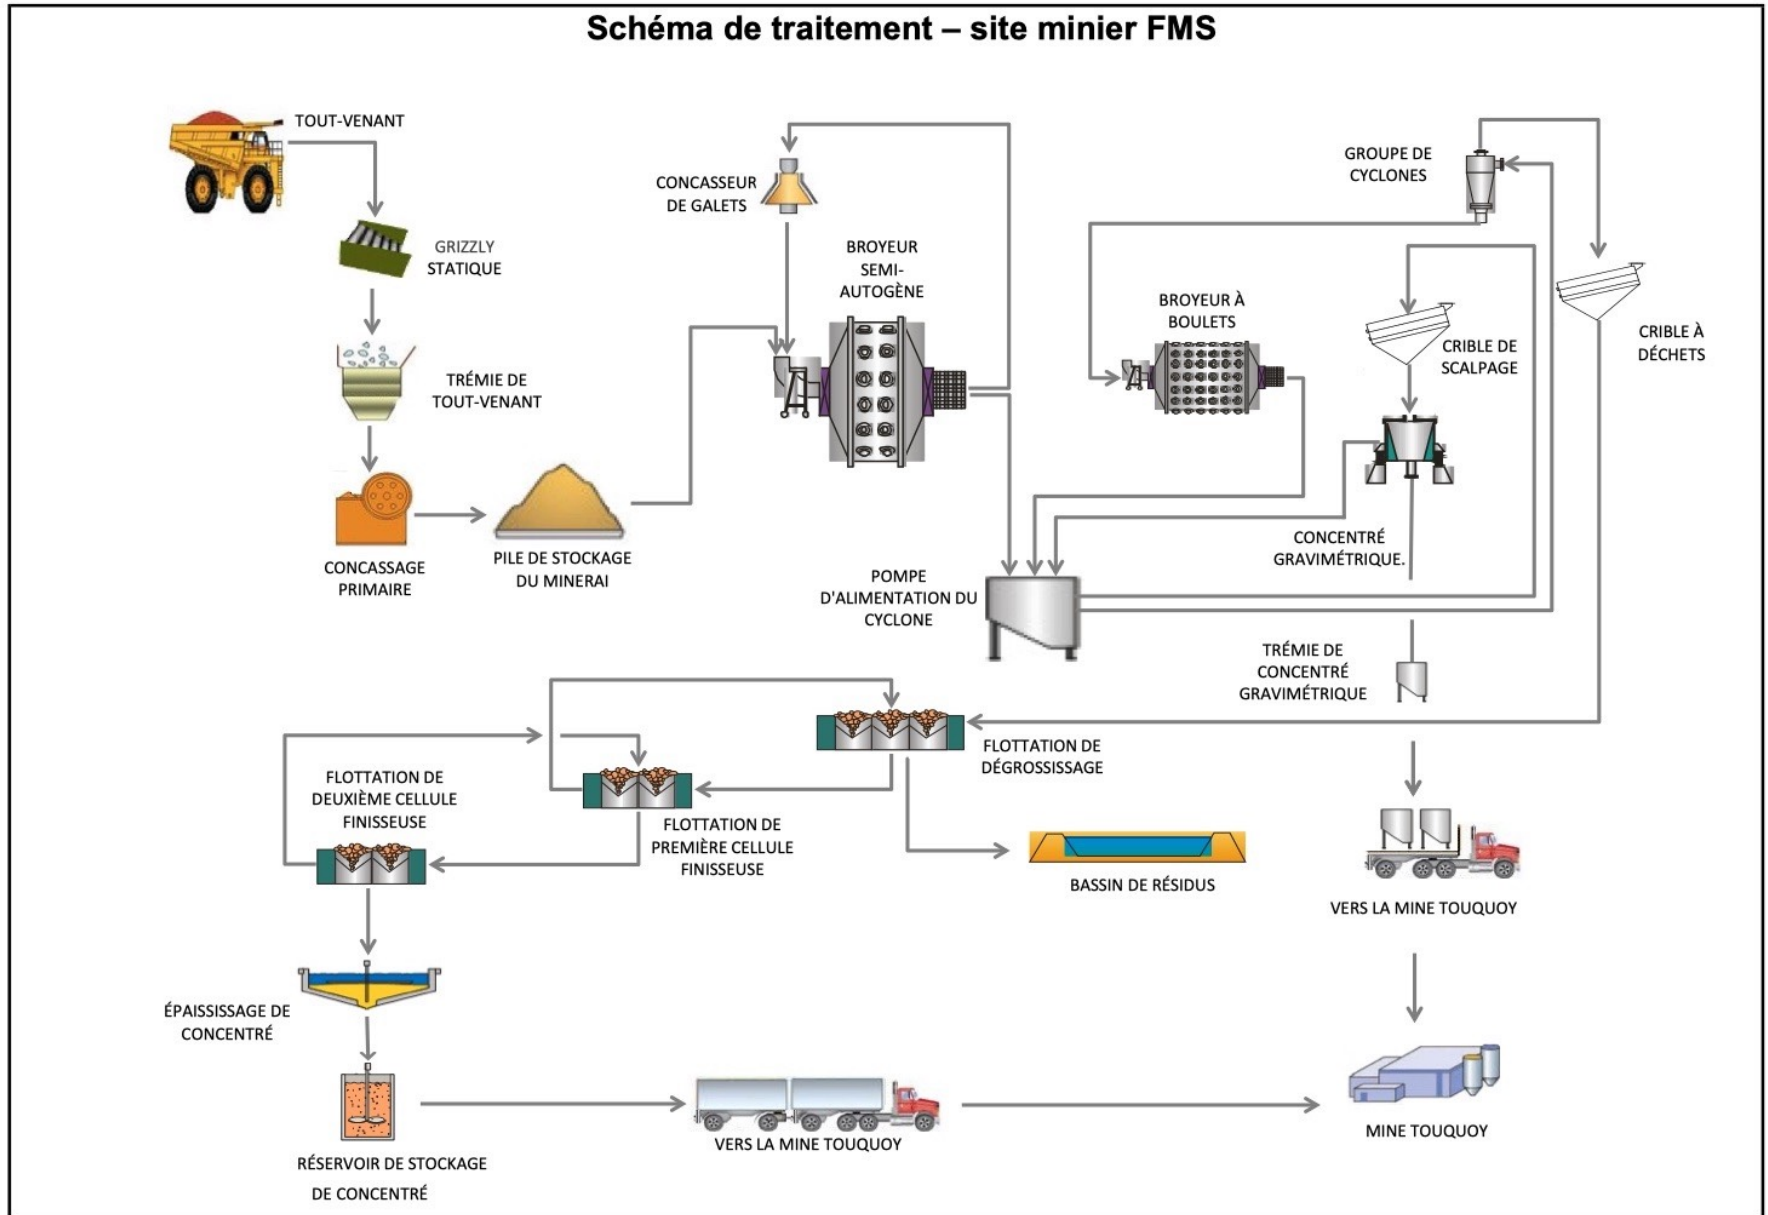 Schéma de traitement – site minier FMS
TOUT-VENANT
GRIZZLY
STATIQUE
TRÉMIE DE
TOUT-VENANT
CONCASSAGE
PRIMAIRE
PILE DE STOCKAGE
DU MINERAI
CONCASSEUR
DE GALETS
BROYEUR
SEMI-
AUTOGÈNE
GROUPE DE
CYCLONES
BROYEUR À
BOULETS
CRIBLE DE
SCALPAGE
CRIBLE À
DÉCHETS
CONCENTRÉ
GRAVIMÉTRIQUE.
POMPE
D'ALIMENTATION DU
CYCLONE
TRÉMIE DE
CONCENTRÉ
GRAVIMÉTRIQUE
FLOTTATION DE
DÉGROSSISSAGE
FLOTTATION DE
DEUXIÈME CELLULE
FINISSEUSE
FLOTTATION DE
PREMIÈRE CELLULE
FINISSEUSE
BASSIN DE RÉSIDUS
VERS LA MINE TOUQUOY
ÉPAISSISSAGE DE
CONCENTRÉ
RÉSERVOIR DE STOCKAGE
DE CONCENTRÉ
VERS LA MINE TOUQUOY
MINE TOUQUOY